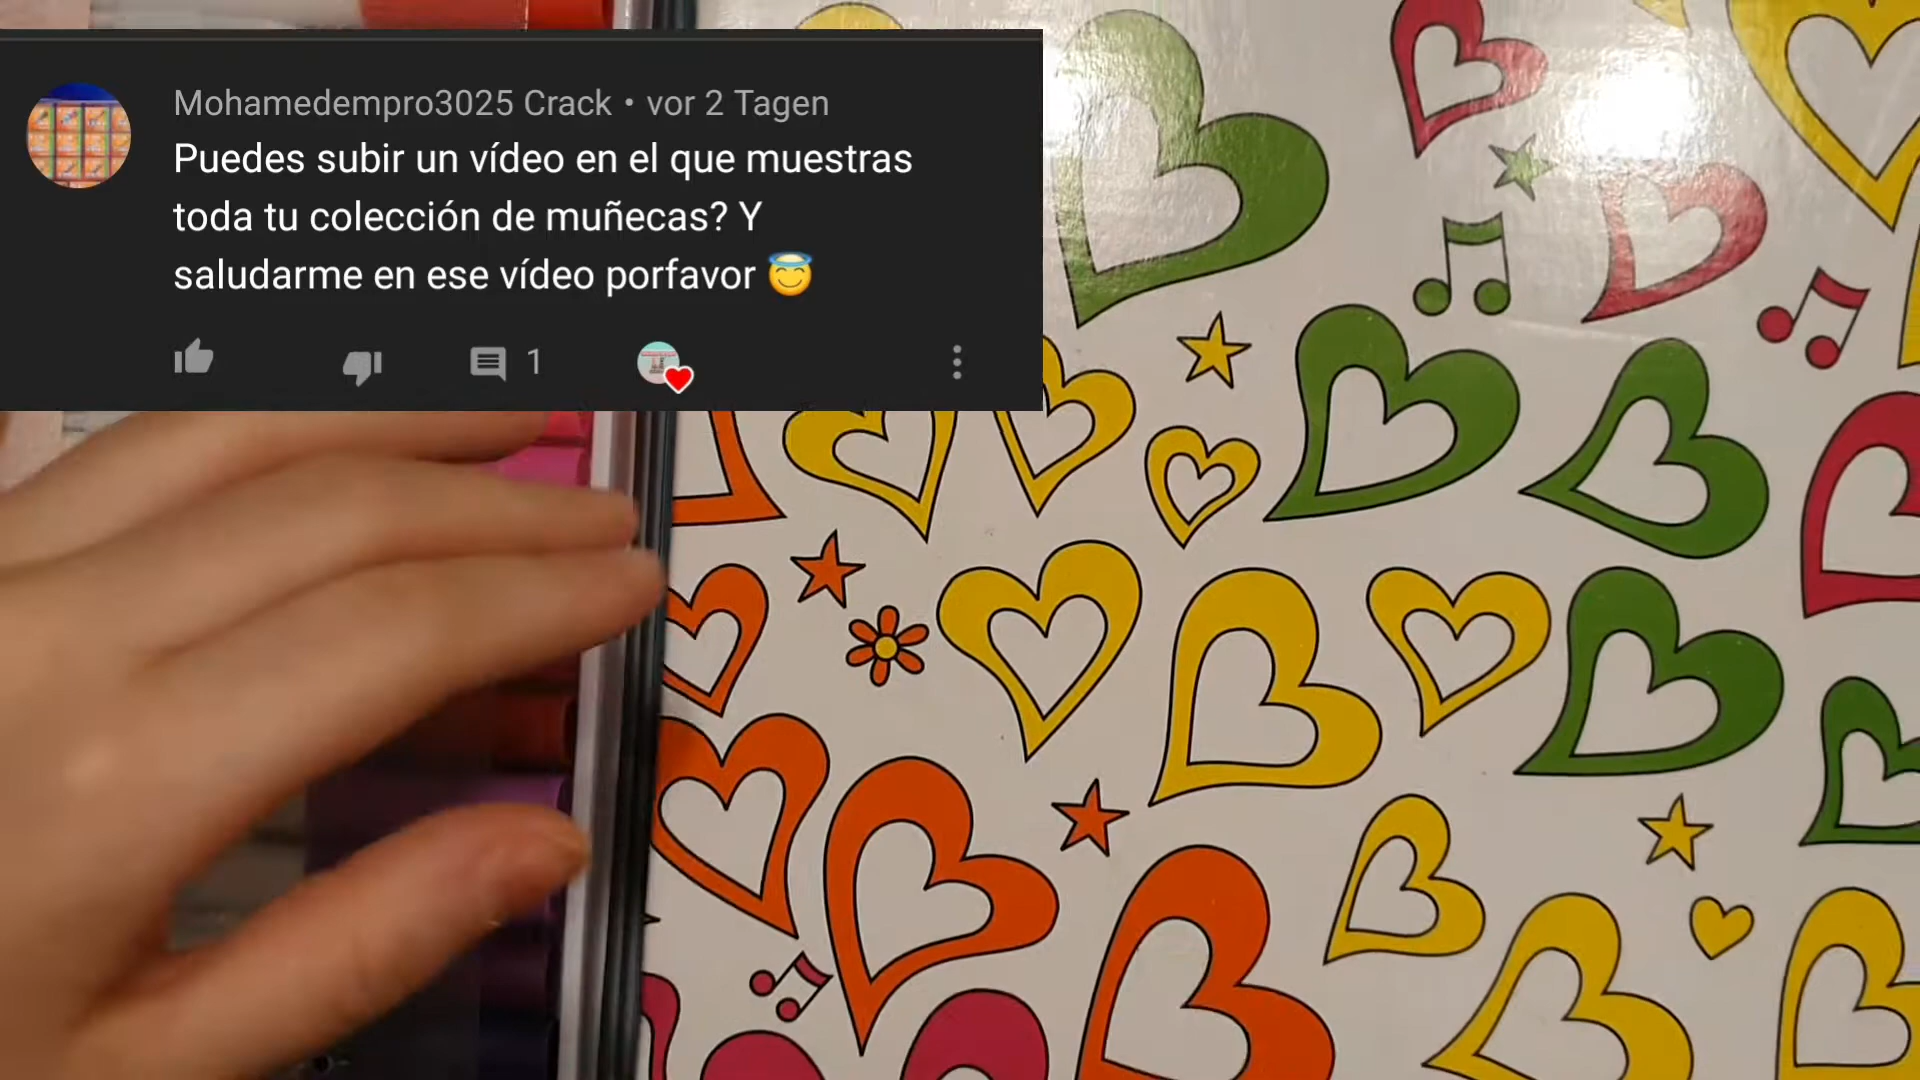 Mohamedempro3025 Crack • vor 2 Tagen
Puedes subir un vídeo en el que muestras
toda tu colección de muñecas? Y
saludarme en ese vídeo porfavor 😇
1